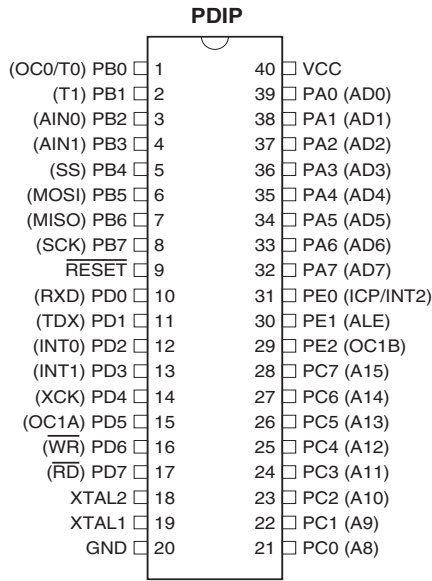 PDIP
(OC0/T0) PB0 1 40 VCC
(T1) PB1 2 39 PA0 (AD0)
(AIN0) PB2 3 38 PA1 (AD1)
(AIN1) PB3 4 37 PA2 (AD2)
(SS) PB4 5 36 PA3 (AD3)
(MOSI) PB5 6 35 PA4 (AD4)
(MISO) PB6 7 34 PA5 (AD5)
(SCK) PB7 8 33 PA6 (AD6)
RESET 9 32 PA7 (AD7)
(RXD) PD0 10 31 PE0 (ICP/INT2)
(TDX) PD1 11 30 PE1 (ALE)
(INT0) PD2 12 29 PE2 (OC1B)
(INT1) PD3 13 28 PC7 (A15)
(XCK) PD4 14 27 PC6 (A14)
(OC1A) PD5 15 26 PC5 (A13)
(WR) PD6 16 25 PC4 (A12)
(RD) PD7 17 24 PC3 (A11)
XTAL2 18 23 PC2 (A10)
XTAL1 19 22 PC1 (A9)
GND 20 21 PC0 (A8)